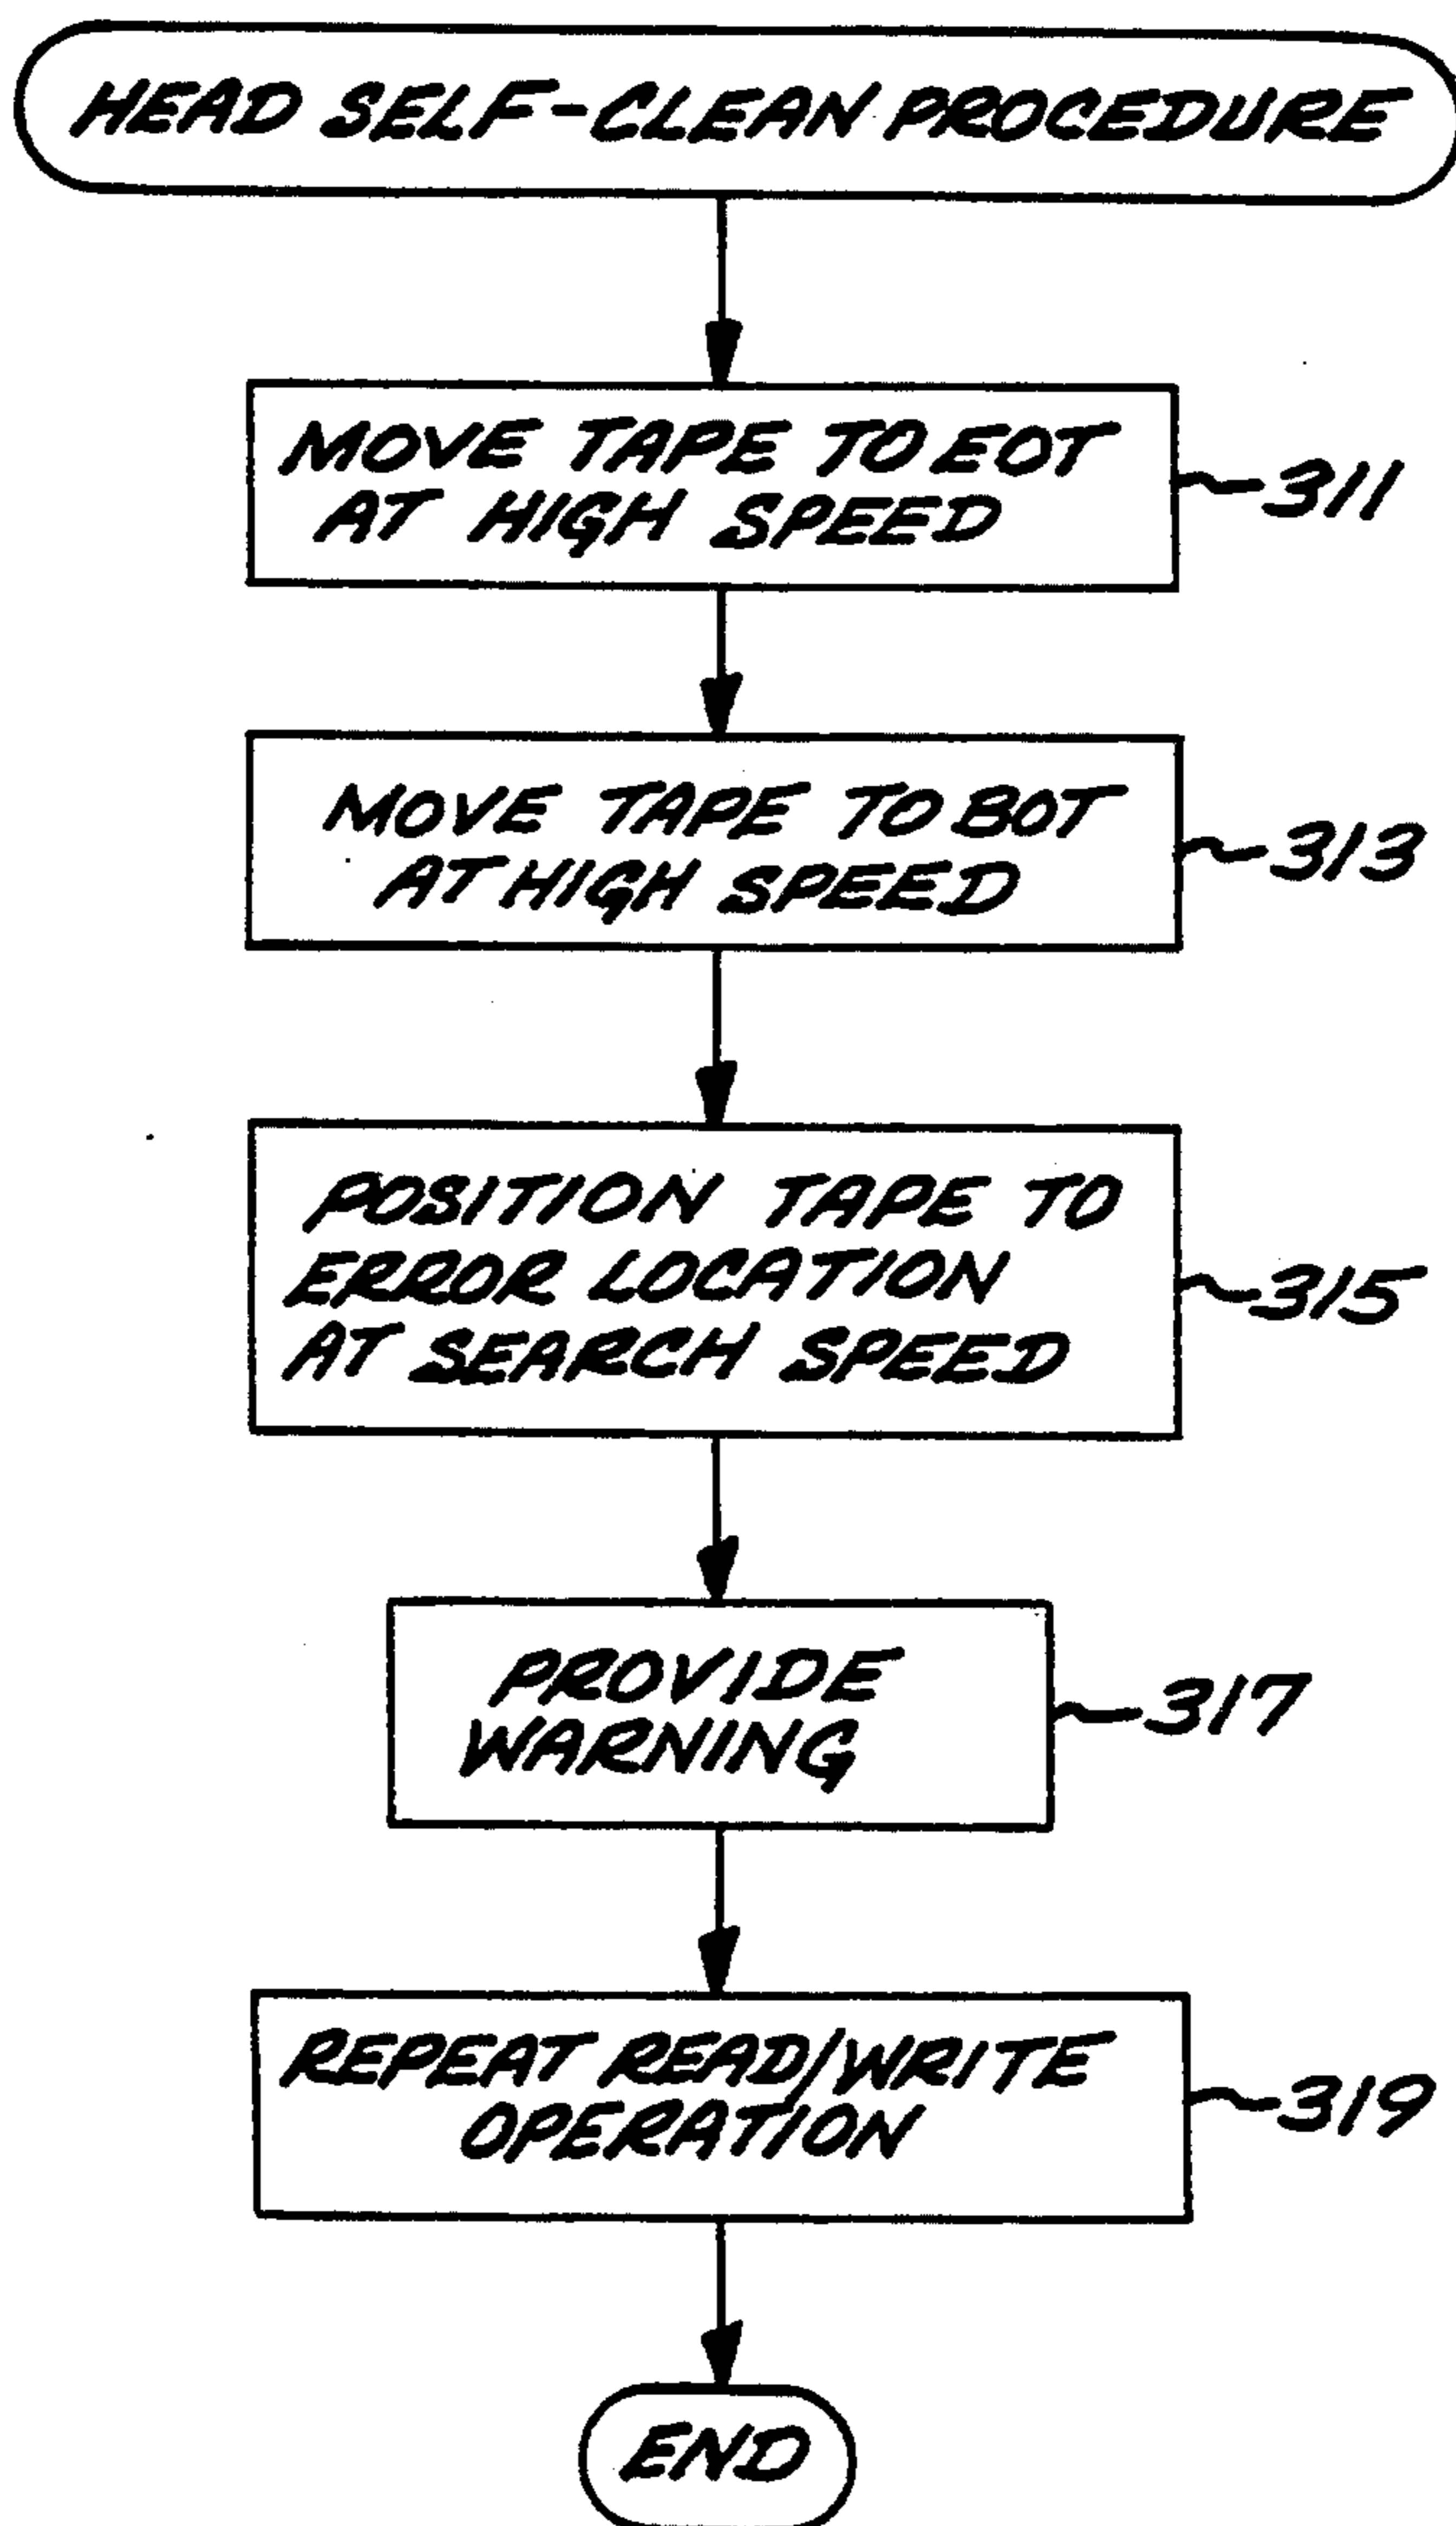 HEAD SELF-CLEAN PROCEDURE
MOVE TAPE TO EOT
AT HIGH SPEED
311
MOVE TAPE TO BOT
AT HIGH SPEED
313
POSITION TAPE TO
ERROR LOCATION
AT SEARCH SPEED
315
PROVIDE
WARNING
317
REPEAT READ/WRITE
OPERATION
319
END